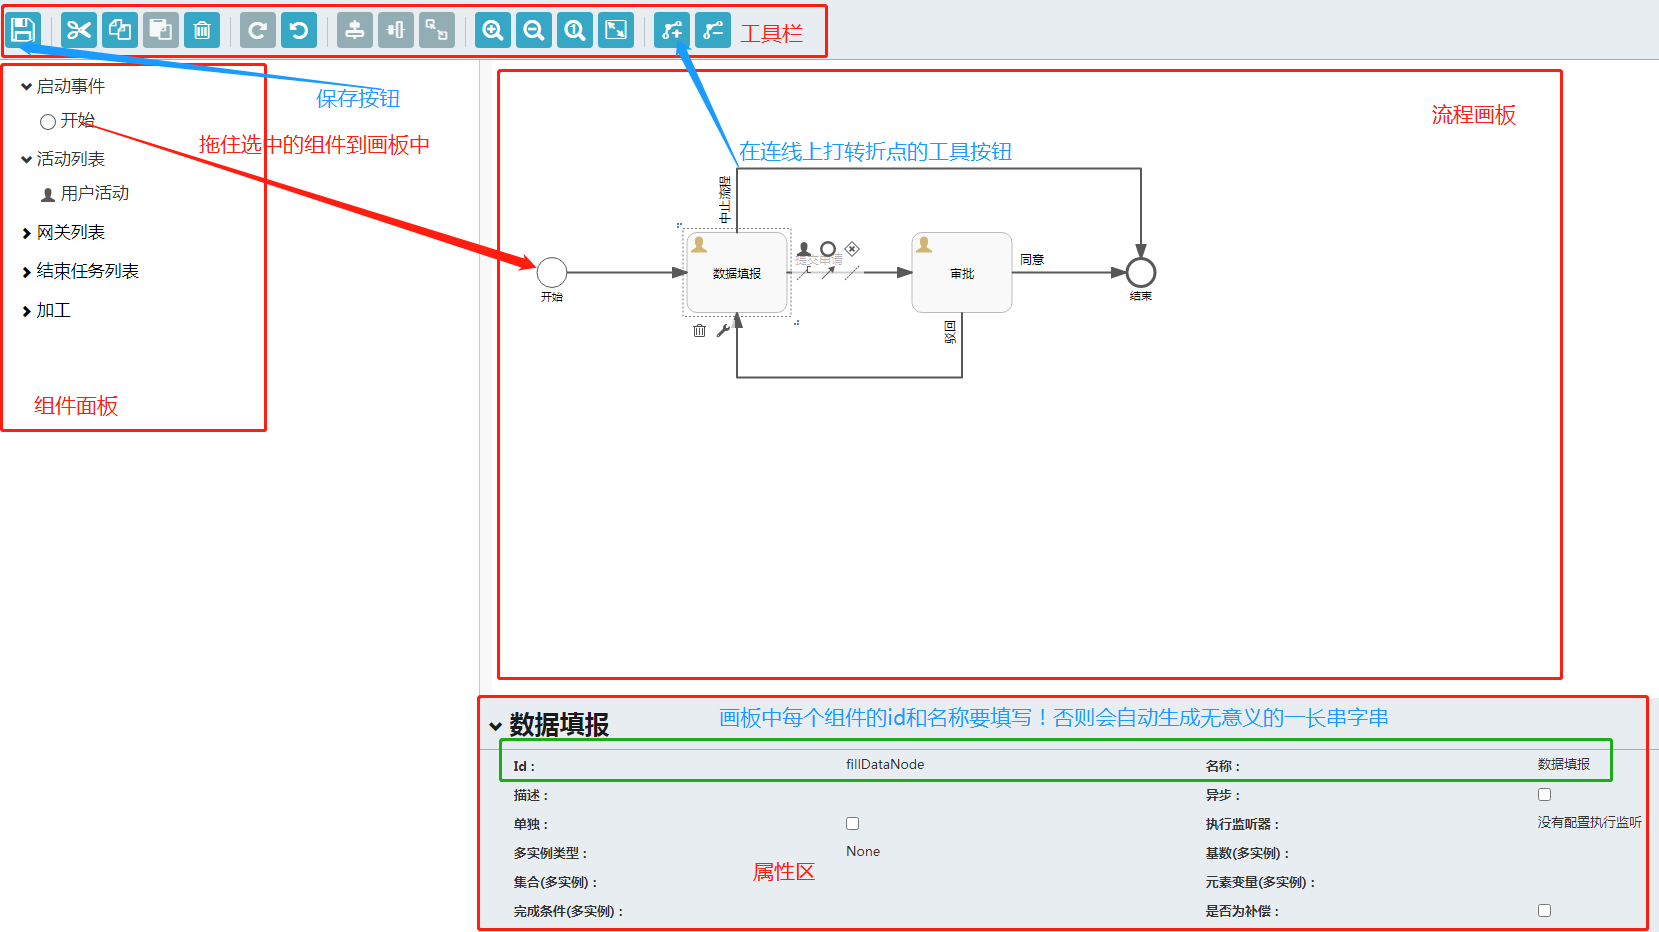 工具栏
启动事件
开始
活动列表
用户活动
网关列表
结束任务列表
加工
组件面板
保存按钮
拖住选中的组件到画板中
流程画板
在连线上打转折点的工具按钮
中止流程
开始
数据填报
提交申请
审批
同意
结束
驳回
数据填报
画板中每个组件的id和名称要填写！否则会自动生成无意义的一长串字串
Id :
fillDataNode
名称 :
数据填报
描述 :
异步 :
单独 :
执行监听器 :
没有配置执行监听
多实例类型 :
None
基数(多实例) :
属性区
集合(多实例) :
元素变量(多实例) :
完成条件(多实例) :
是否为补偿 :